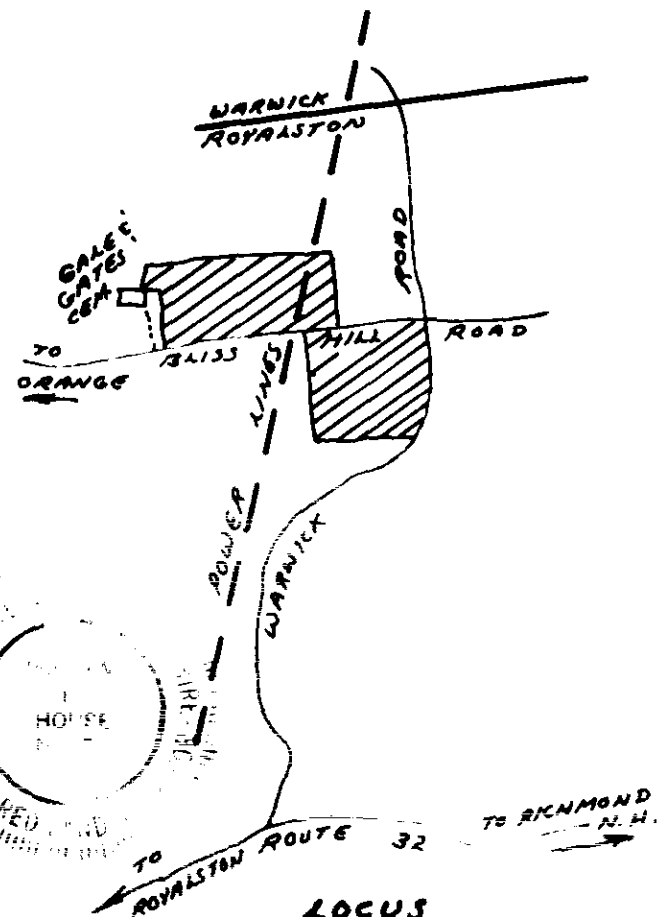 WARWICK
ROYALSTON
ROAD
GALE &
GATES
CEM
TO
ORANGE
BLISS HILL ROAD
POWER LINES
WARWICK
HOUSE
TO
ROYALSTON
ROUTE 32
TO RICHMOND
N.H.
LOCUS